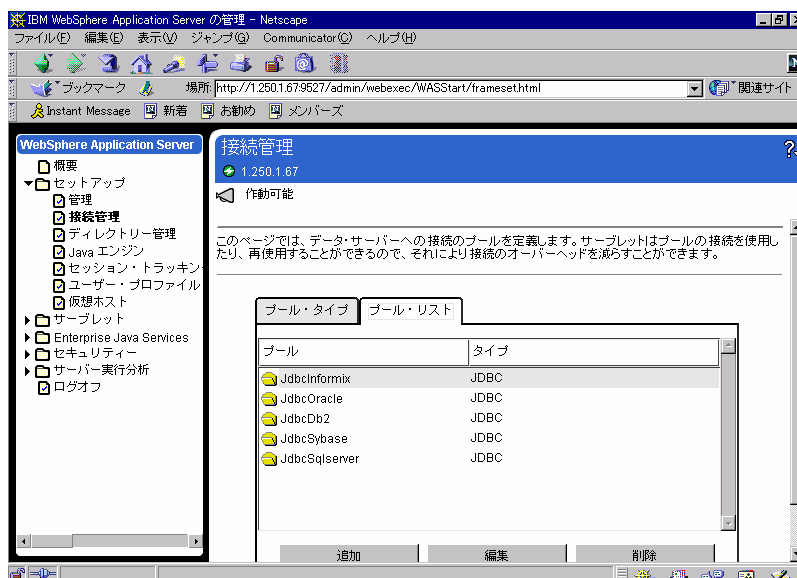 IBM WebSphere Application Server の管理 - Netscape
ファイル(F) 編集(E) 表示(V) ジャンプ(G) Communicator(C) ヘルプ(H)
ブックマーク 場所: http://1.250.1.67:9527/admin/webexec/WASStart/frameset.html 関連サイト
Instant Message 新着 お勧め メンバーズ
WebSphere Application Server
概要
セットアップ
管理
接続管理
ディレクトリー管理
Java エンジン
セッション・トラッキン
ユーザー・プロファイル
仮想ホスト
サーブレット
Enterprise Java Services
セキュリティー
サーバー実行分析
ログオフ
接続管理
?
1.250.1.67
作動可能
このページでは、データ・サーバーへの接続のプールを定義します。サーブレットはプールの接続を使用し
たり、再使用することができるので、それにより接続のオーバーヘッドを減らすことができます。
プール・タイプ プール・リスト
プール タイプ
JdbcInformix JDBC
JdbcOracle JDBC
JdbcDb2 JDBC
JdbcSybase JDBC
JdbcSqlserver JDBC
追加 編集 削除